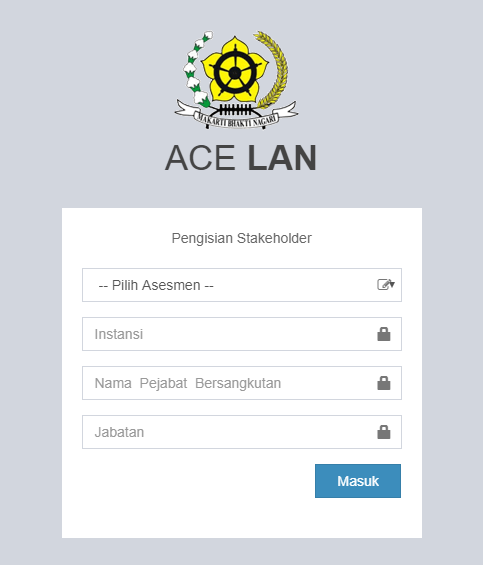 MAKARTI BHAKTI NAGARI
ACE LAN
Pengisian Stakeholder
-- Pilih Asesmen --
Instansi
Nama Pejabat Bersangkutan
Jabatan
Masuk